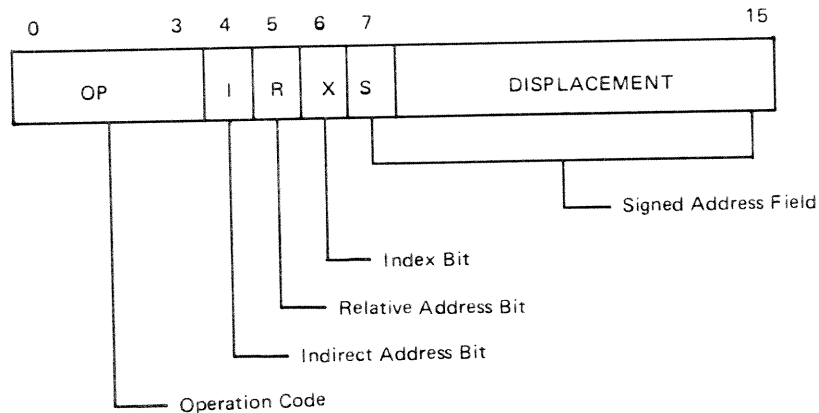 0 3 4 5 6 7 15
OP I R X S DISPLACEMENT
Signed Address Field
Index Bit
Relative Address Bit
Indirect Address Bit
Operation Code